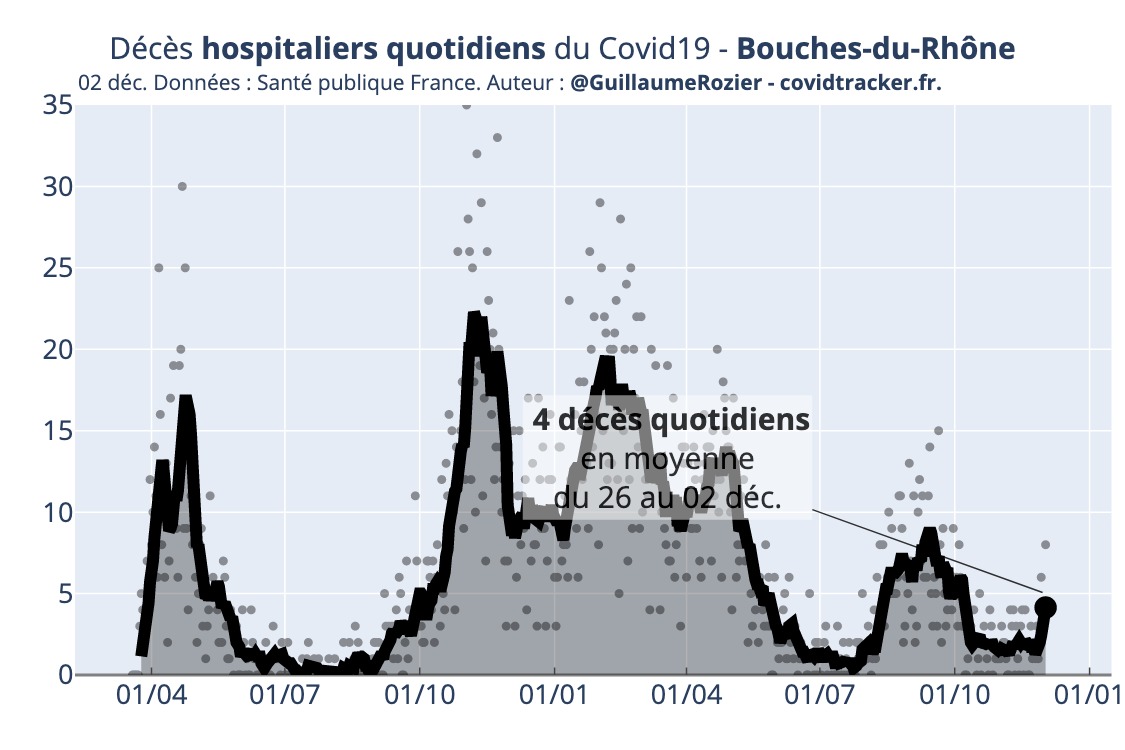 Décès hospitaliers quotidiens du Covid19 - Bouches-du-Rhône
02 déc. Données : Santé publique France. Auteur : @GuillaumeRozier - covidtracker.fr.
35
30
25
20
15
10
5
0
4 décès quotidiens
en moyenne
du 26 au 02 déc.
01/04 01/07 01/10 01/01 01/04 01/07 01/10 01/01